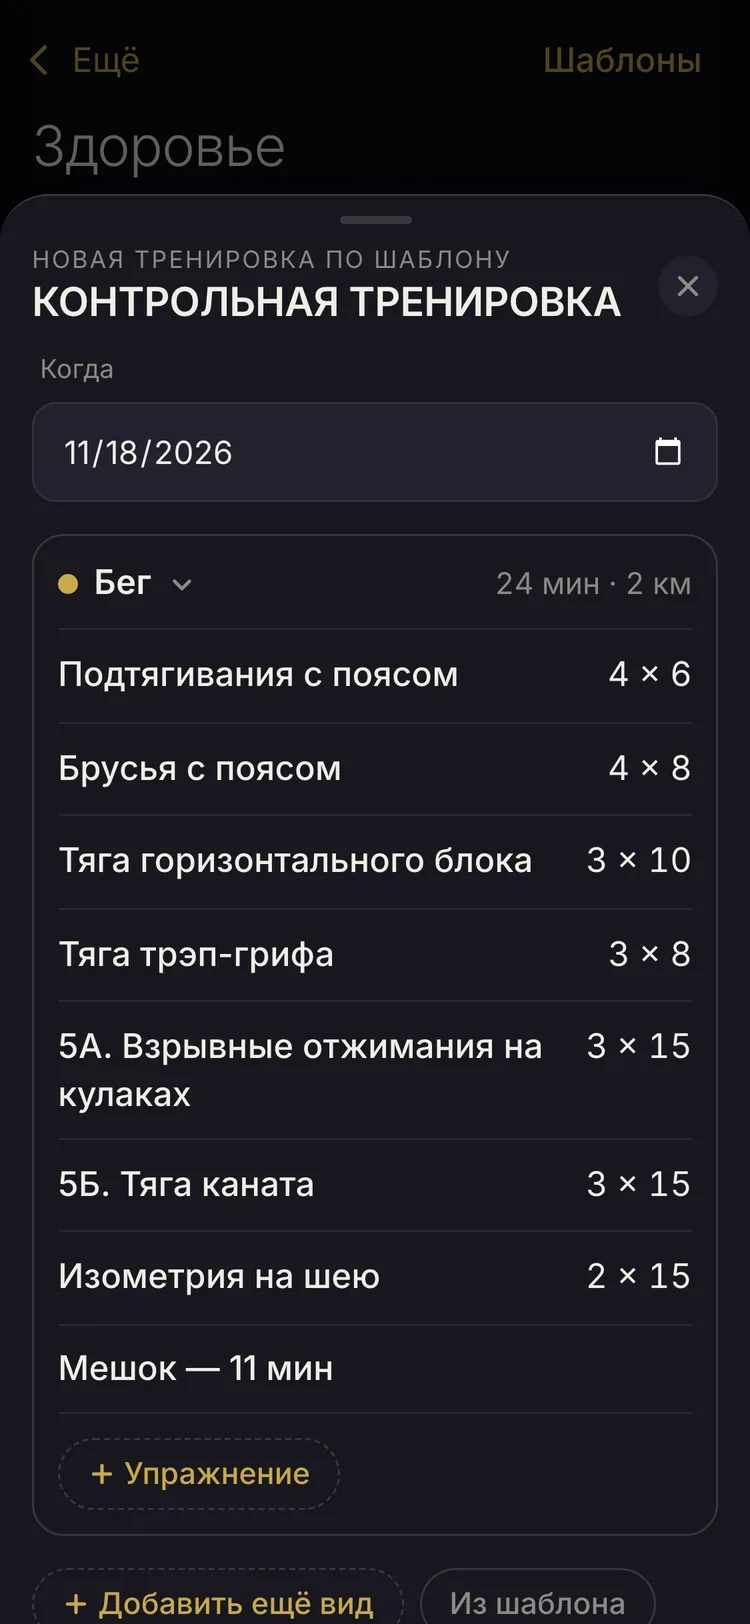 Ещё
Шаблоны
Здоровье
НОВАЯ ТРЕНИРОВКА ПО ШАБЛОНУ
КОНТРОЛЬНАЯ ТРЕНИРОВКА
Когда
11/18/2026
Бег 24 мин · 2 км
Подтягивания с поясом 4 × 6
Брусья с поясом 4 × 8
Тяга горизонтального блока 3 × 10
Тяга трэп-грифа 3 × 8
5А. Взрывные отжимания на 3 × 15
кулаках
5Б. Тяга каната 3 × 15
Изометрия на шею 2 × 15
Мешок — 11 мин
+ Упражнение
+ Добавить ещё вид
Из шаблона